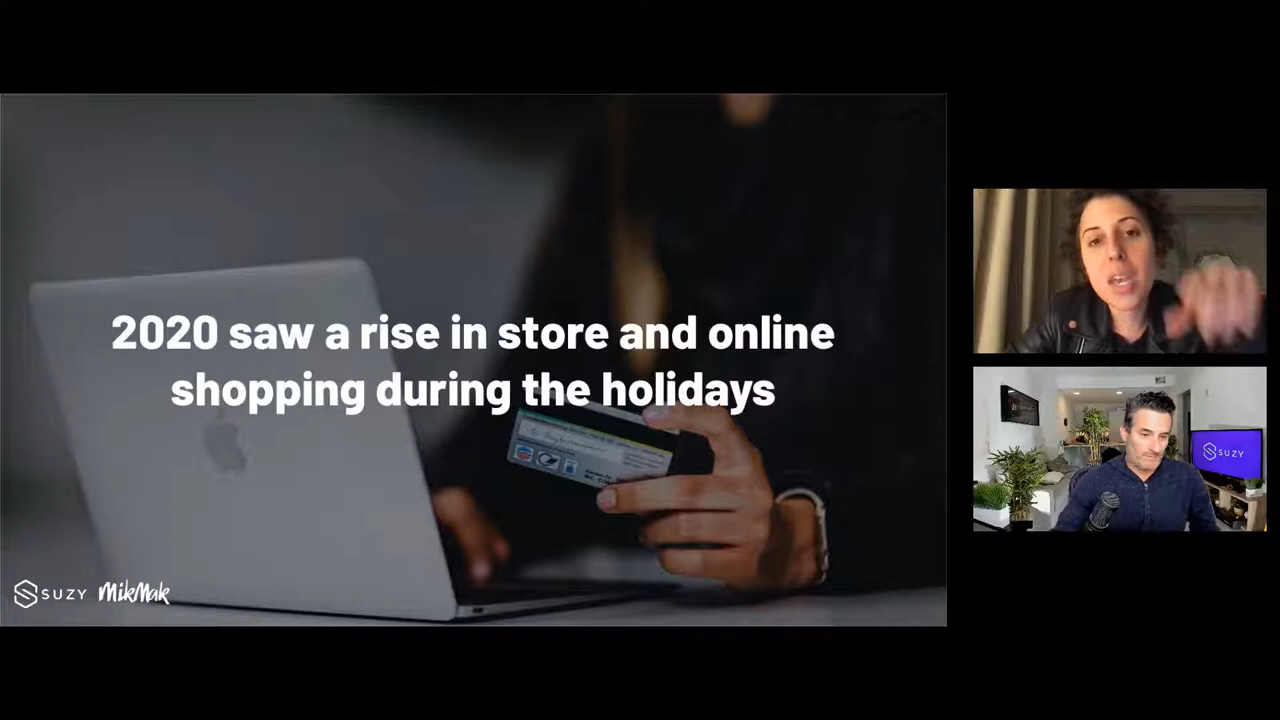 2020 saw a rise in store and online
shopping during the holidays
SUZY MikMak
SUZY